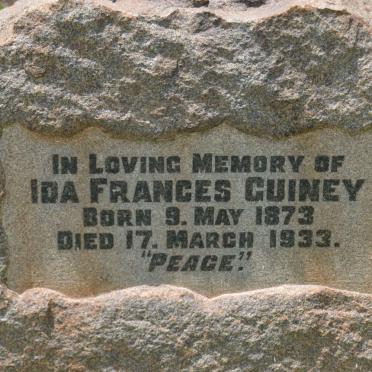 IN LOVING MEMORY OF
IDA FRANCES GUINEY
BORN 9. MAY 1873
DIED 17. MARCH 1933.
"PEACE."